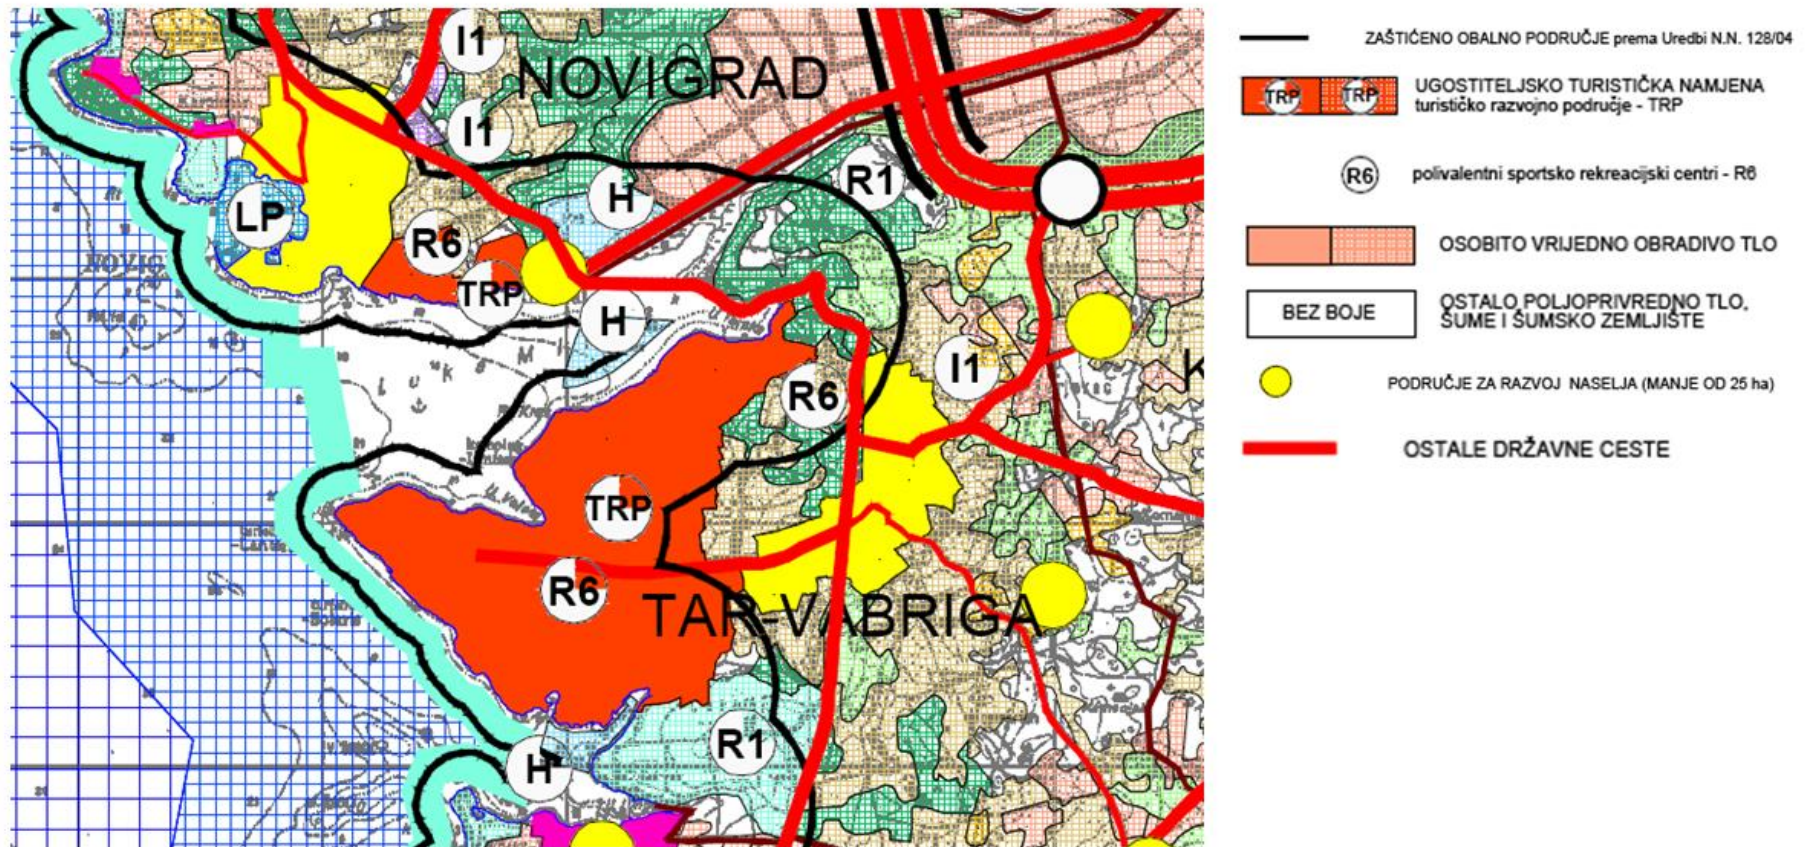 I1
NOVIGRAD
I1
R1
H
LP
R6
TRP
H
I1
R6
TRP
R6
TAR-VABRIGA
R1
H
K
ZAŠTIĆENO OBALNO PODRUČJE prema Uredbi N.N. 128/04
TRP TRP
UGOSTITELJSKO TURISTIČKA NAMJENA
turističko razvojno područje - TRP
R6
polivalentni sportsko rekreacijski centri - R6
OSOBITO VRIJEDNO OBRADIVO TLO
BEZ BOJE
OSTALO POLJOPRIVREDNO TLO,
ŠUME I ŠUMSKO ZEMLJIŠTE
PODRUČJE ZA RAZVOJ NASELJA (MANJE OD 25 ha)
OSTALE DRŽAVNE CESTE